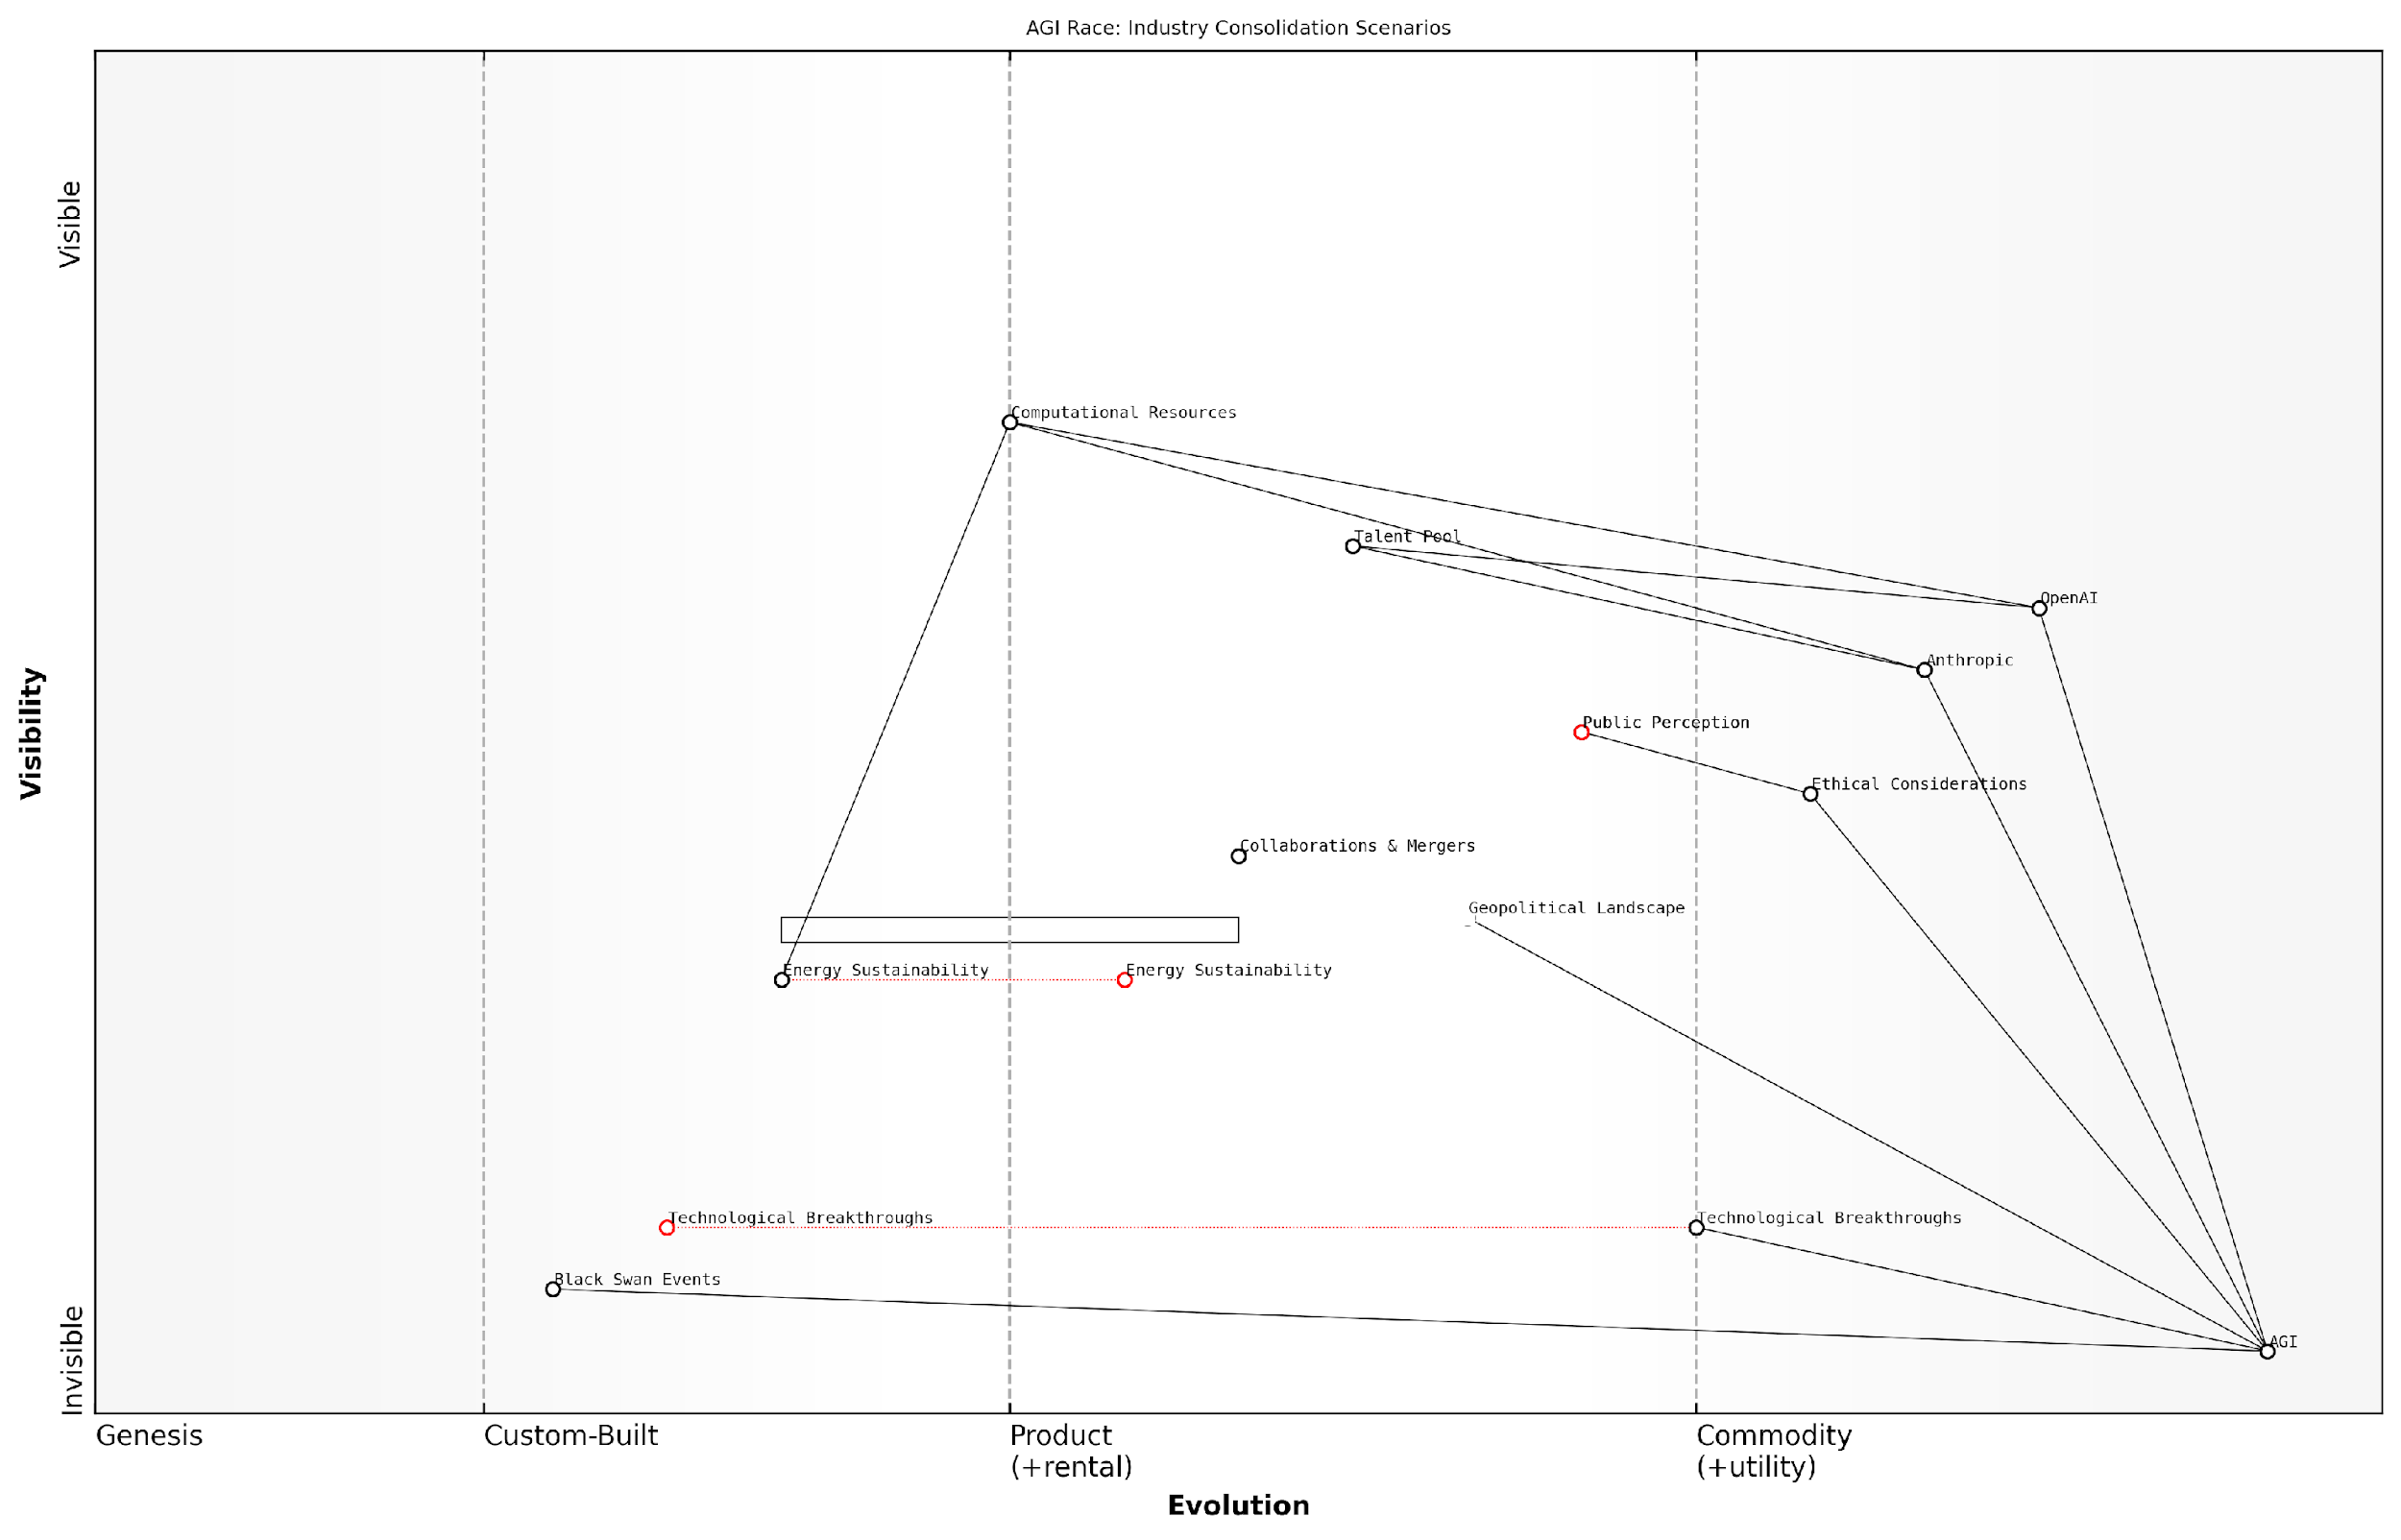 AGI Race: Industry Consolidation Scenarios
Visible
Computational Resources
Talent Pool
OpenAI
Anthropic
Visibility
Public Perception
Ethical Considerations
Collaborations & Mergers
Geopolitical Landscape
Energy Sustainability
Energy Sustainability
Technological Breakthroughs
Technological Breakthroughs
Black Swan Events
Invisible
AGI
Genesis
Custom-Built
Product
(+rental)
Commodity
(+utility)
Evolution